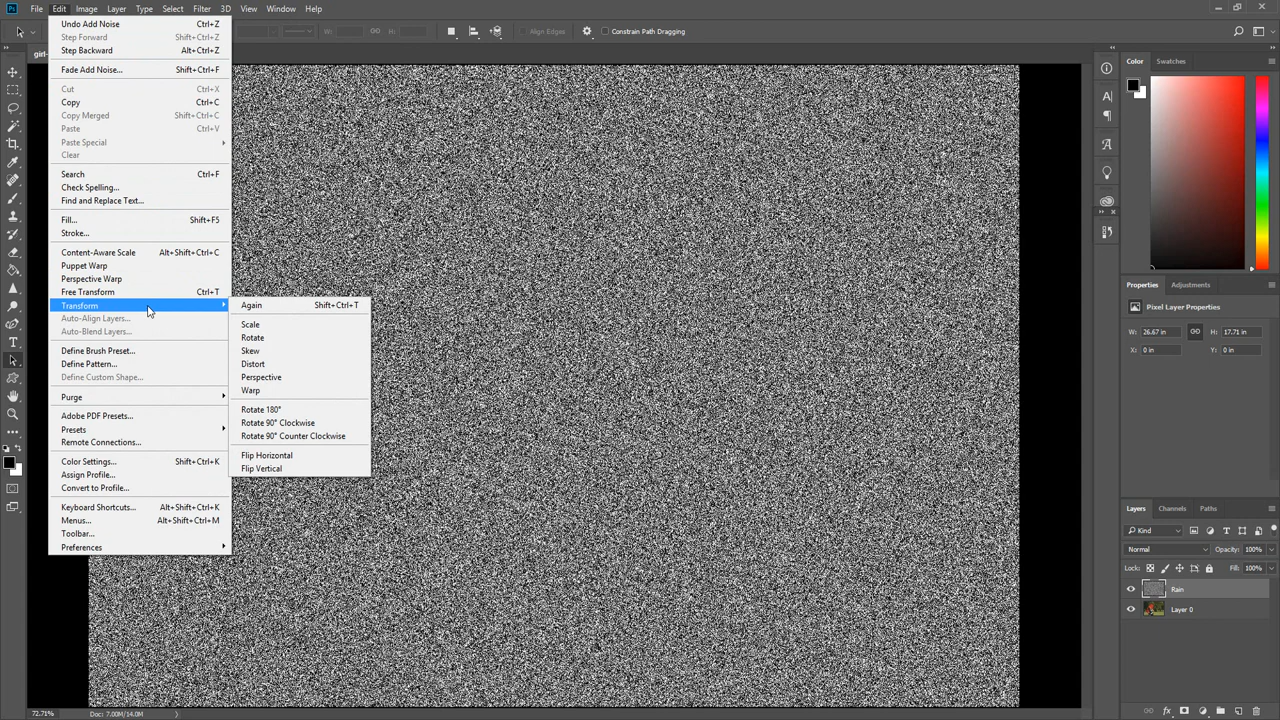 Ps File Edit Image Layer Type Select Filter 3D View Window Help
W: H: Align Edges Constrain Path Dragging
girl-
Undo Add Noise Ctrl+Z
Step Forward Shift+Ctrl+Z
Step Backward Alt+Ctrl+Z
Fade Add Noise... Shift+Ctrl+F
Cut Ctrl+X
Copy Ctrl+C
Copy Merged Shift+Ctrl+C
Paste Ctrl+V
Paste Special
Clear
Search Ctrl+F
Check Spelling...
Find and Replace Text...
Fill... Shift+F5
Stroke...
Content-Aware Scale Alt+Shift+Ctrl+C
Puppet Warp
Perspective Warp
Free Transform Ctrl+T
Transform
Auto-Align Layers...
Auto-Blend Layers...
Define Brush Preset...
Define Pattern...
Define Custom Shape...
Purge
Adobe PDF Presets...
Presets
Remote Connections...
Color Settings... Shift+Ctrl+K
Assign Profile...
Convert to Profile...
Keyboard Shortcuts... Alt+Shift+Ctrl+K
Menus... Alt+Shift+Ctrl+M
Toolbar...
Preferences
Again Shift+Ctrl+T
Scale
Rotate
Skew
Distort
Perspective
Warp
Rotate 180°
Rotate 90° Clockwise
Rotate 90° Counter Clockwise
Flip Horizontal
Flip Vertical
Color Swatches
Properties Adjustments
Pixel Layer Properties
W: 26.67 in H: 17.71 in
X: 0 in Y: 0 in
Layers Channels Paths
Kind
Normal Opacity: 100%
Lock: Fill: 100%
Rain
Layer 0
72.71% Doc: 7.00M/14.0M